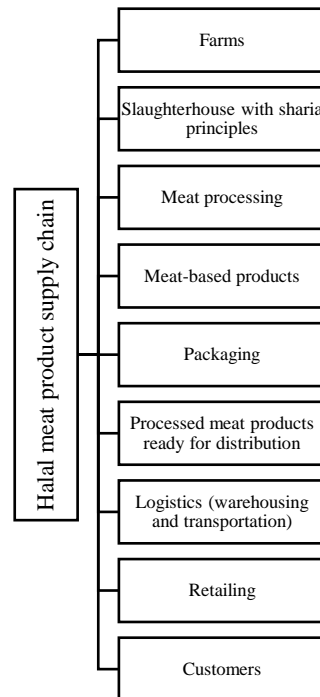 Halal meat product supply chain
Farms
Slaughterhouse with sharia
principles
Meat processing
Meat-based products
Packaging
Processed meat products
ready for distribution
Logistics (warehousing
and transportation)
Retailing
Customers